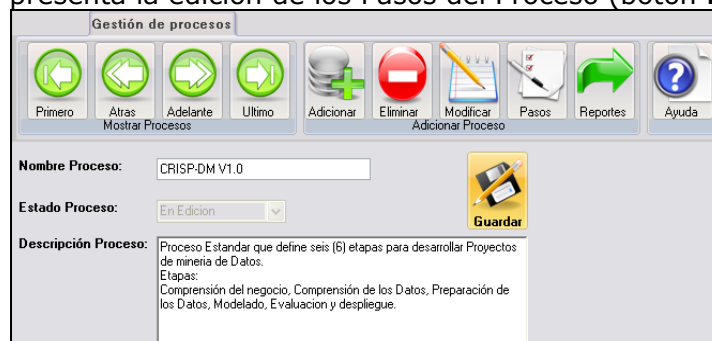 presenta la edición de los Pasos del Proceso (botón
Gestión de procesos
Primero Atras Adelante Ultimo Adicionar Eliminar Modificar Pasos Reportes Ayuda
Mostrar Procesos Adicionar Proceso
Nombre Proceso: CRISP-DM V1.0
Estado Proceso: En Edicion
Guardar
Descripción Proceso: Proceso Estandar que define seis (6) etapas para desarrollar Proyectos
de mineria de Datos.
Etapas:
Comprensión del negocio, Comprensión de los Datos, Preparación de
los Datos, Modelado, Evaluacion y despliegue.